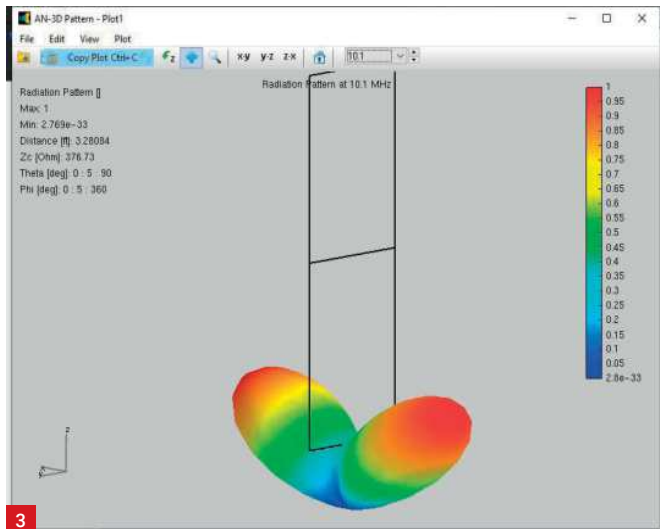 AN-3D Pattern - Plot1
File Edit View Plot
Copy Plot Ctrl+C z x-y y-z z-x 10.1
Radiation Pattern at 10.1 MHz
Radiation Pattern []
Max: 1
Min: 2.769e-33
Distance [ft]: 3.28084
Zc [Ohm]: 376.73
Theta [deg]: 0 : 5 : 90
Phi [deg]: 0 : 5 : 360
1
0.95
0.9
0.85
0.8
0.75
0.7
0.65
0.6
0.55
0.5
0.45
0.4
0.35
0.3
0.25
0.2
0.15
0.1
0.05
2.8e-33
z
3